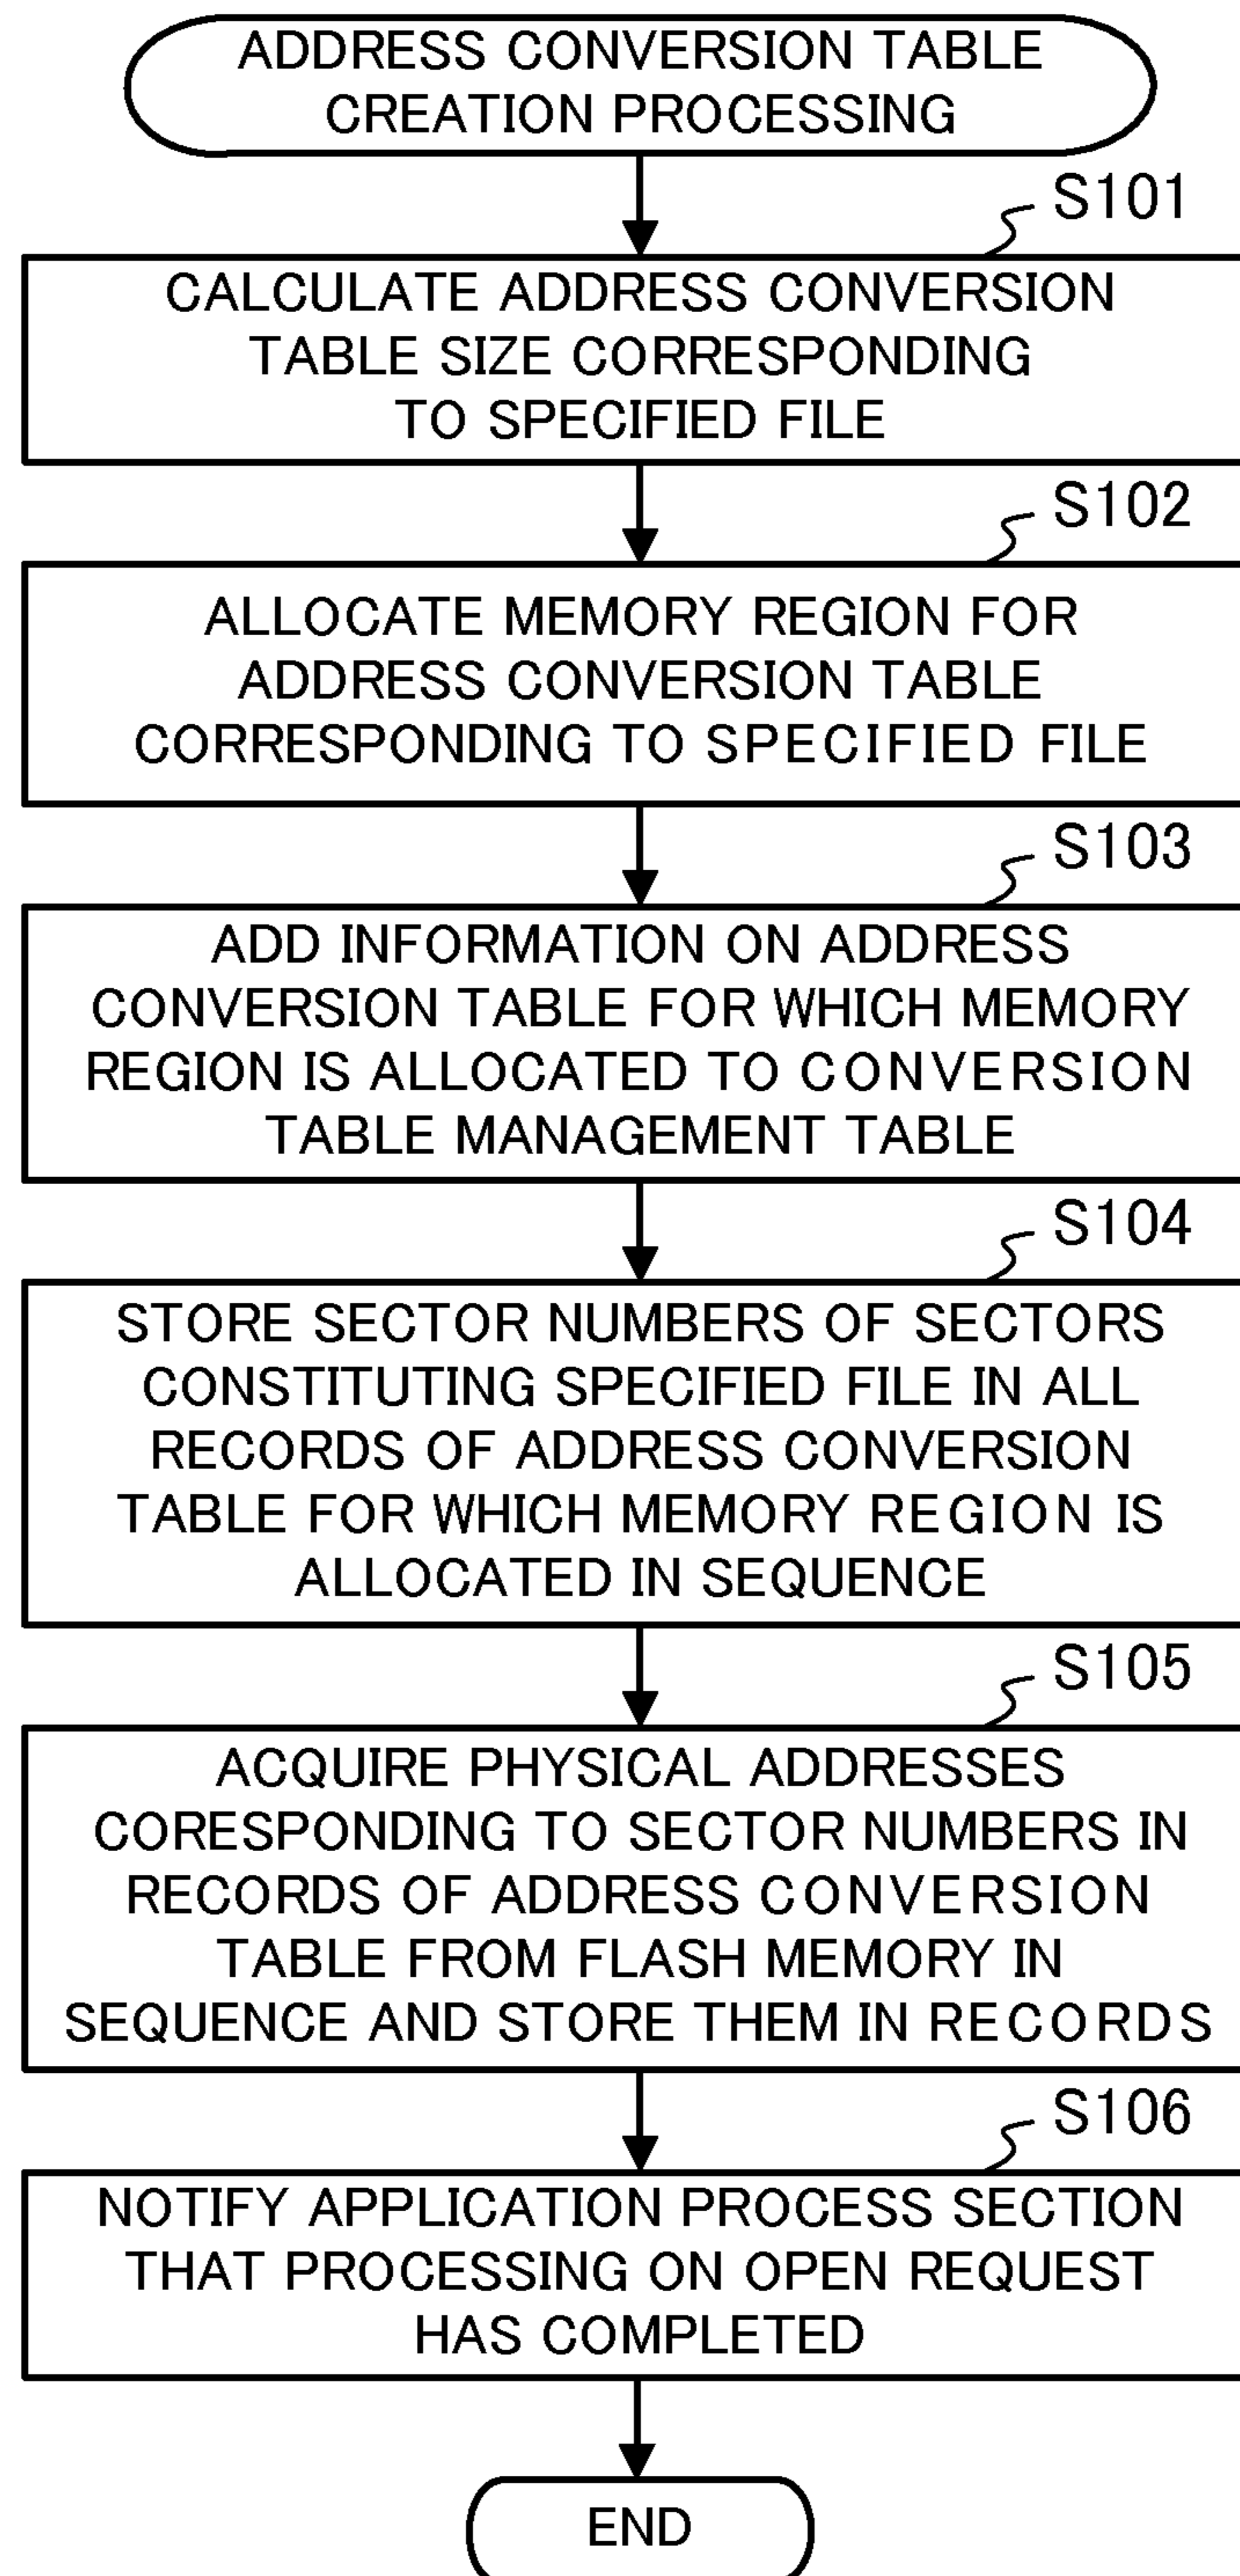 ADDRESS CONVERSION TABLE
CREATION PROCESSING
S101
CALCULATE ADDRESS CONVERSION
TABLE SIZE CORRESPONDING
TO SPECIFIED FILE
S102
ALLOCATE MEMORY REGION FOR
ADDRESS CONVERSION TABLE
CORRESPONDING TO SPECIFIED FILE
S103
ADD INFORMATION ON ADDRESS
CONVERSION TABLE FOR WHICH MEMORY
REGION IS ALLOCATED TO CONVERSION
TABLE MANAGEMENT TABLE
S104
STORE SECTOR NUMBERS OF SECTORS
CONSTITUTING SPECIFIED FILE IN ALL
RECORDS OF ADDRESS CONVERSION
TABLE FOR WHICH MEMORY REGION IS
ALLOCATED IN SEQUENCE
S105
ACQUIRE PHYSICAL ADDRESSES
CORESPONDING TO SECTOR NUMBERS IN
RECORDS OF ADDRESS CONVERSION
TABLE FROM FLASH MEMORY IN
SEQUENCE AND STORE THEM IN RECORDS
S106
NOTIFY APPLICATION PROCESS SECTION
THAT PROCESSING ON OPEN REQUEST
HAS COMPLETED
END